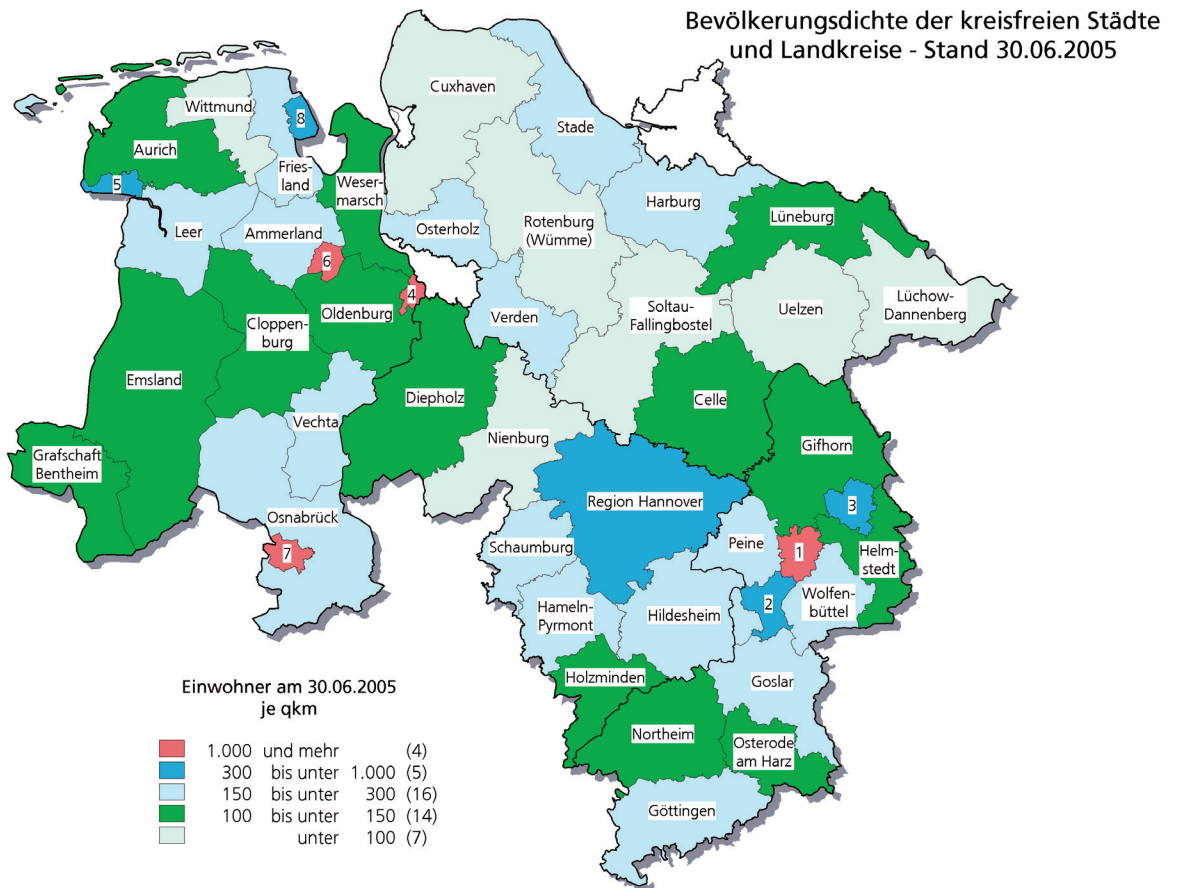 Bevölkerungsdichte der kreisfreien Städte
und Landkreise - Stand 30.06.2005
Cuxhaven
Wittmund
8
Stade
Aurich
Fries-
land
5
Weser-
marsch
Harburg
Lüneburg
Leer
Ammerland
Osterholz
Rotenburg
(Wümme)
6
4
Oldenburg
Verden
Soltau-
Fallingbostel
Uelzen
Lüchow-
Dannenberg
Cloppen-
burg
Emsland
Vechta
Diepholz
Celle
Nienburg
Gifhorn
Grafschaft
Bentheim
Region Hannover
3
Osnabrück
7
Schaumburg
Peine
1
Helm-
stedt
Hameln-
Pyrmont
Hildesheim
2
Wolfen-
büttel
Holzminden
Goslar
Northeim
Osterode
am Harz
Göttingen
Einwohner am 30.06.2005
je qkm
1.000 und mehr (4)
300 bis unter 1.000 (5)
150 bis unter 300 (16)
100 bis unter 150 (14)
unter 100 (7)